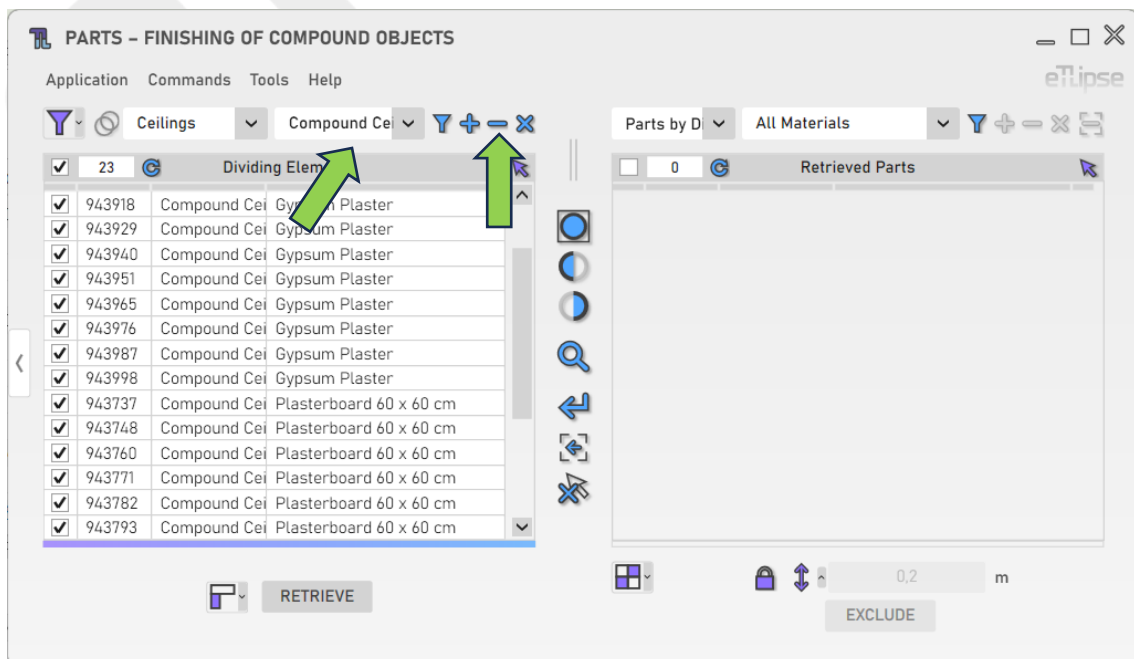 PARTS – FINISHING OF COMPOUND OBJECTS
Application Commands Tools Help
eTLipse
Ceilings Compound Cei
Parts by Di All Materials
23 Dividing Elem
0 Retrieved Parts
943918 Compound Cei Gypsum Plaster
943929 Compound Cei Gypsum Plaster
943940 Compound Cei Gypsum Plaster
943951 Compound Cei Gypsum Plaster
943965 Compound Cei Gypsum Plaster
943976 Compound Cei Gypsum Plaster
943987 Compound Cei Gypsum Plaster
943998 Compound Cei Gypsum Plaster
943737 Compound Cei Plasterboard 60 x 60 cm
943748 Compound Cei Plasterboard 60 x 60 cm
943760 Compound Cei Plasterboard 60 x 60 cm
943771 Compound Cei Plasterboard 60 x 60 cm
943782 Compound Cei Plasterboard 60 x 60 cm
943793 Compound Cei Plasterboard 60 x 60 cm
RETRIEVE
0,2 m
EXCLUDE